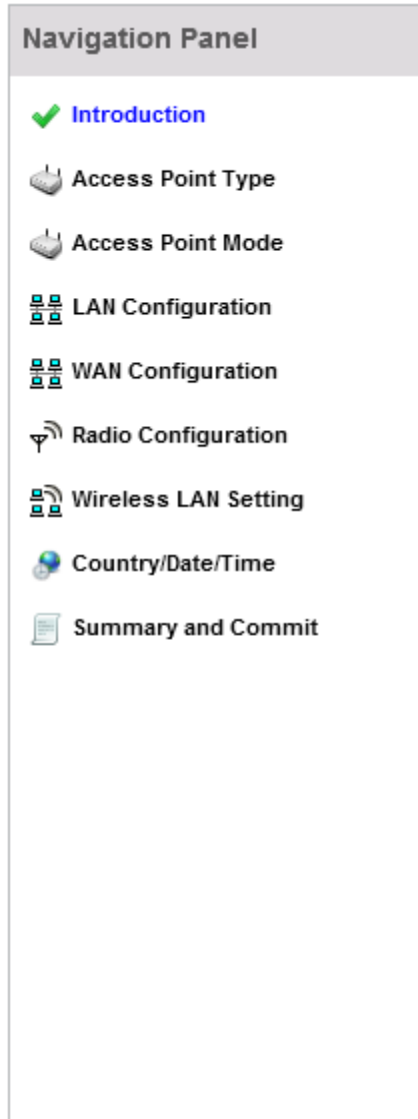 Navigation Panel
Introduction
Access Point Type
Access Point Mode
LAN Configuration
WAN Configuration
Radio Configuration
Wireless LAN Setting
Country/Date/Time
Summary and Commit